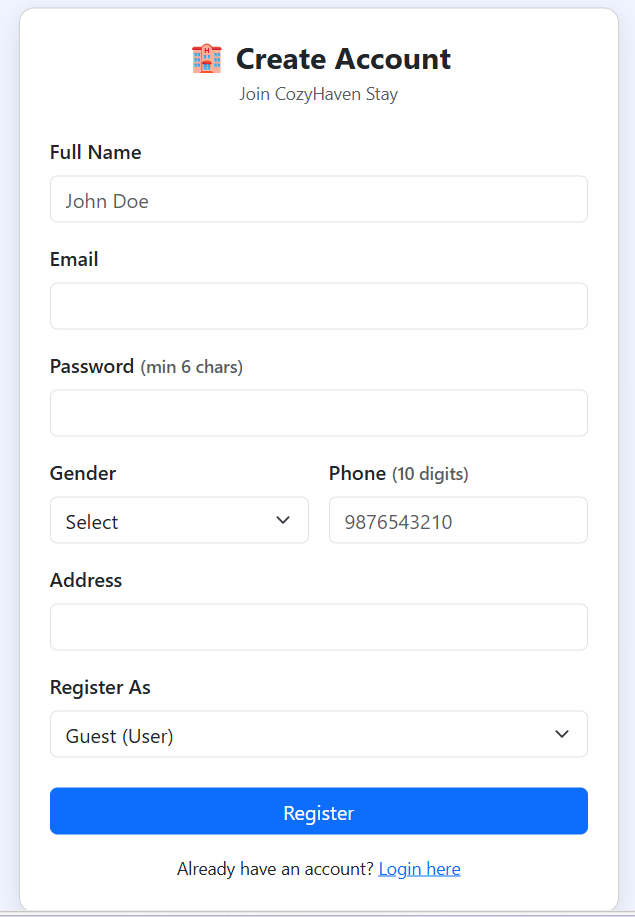 Create Account
Join CozyHaven Stay
Full Name
John Doe
Email
Password (min 6 chars)
Gender Phone (10 digits)
Select 9876543210
Address
Register As
Guest (User)
Register
Already have an account? Login here